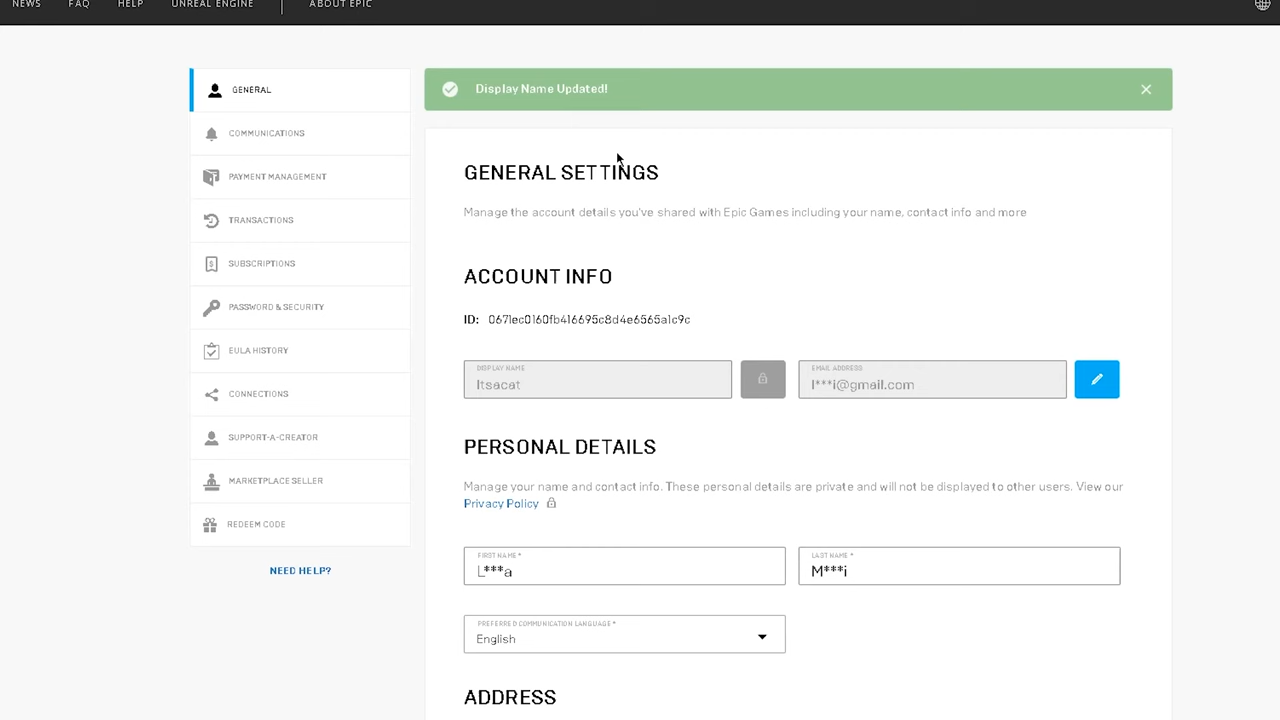 NEWS FAQ HELP UNREAL ENGINE ABOUT EPIC
GENERAL
COMMUNICATIONS
PAYMENT MANAGEMENT
TRANSACTIONS
SUBSCRIPTIONS
PASSWORD & SECURITY
EULA HISTORY
CONNECTIONS
SUPPORT-A-CREATOR
MARKETPLACE SELLER
REDEEM CODE
NEED HELP?
Display Name Updated!
GENERAL SETTINGS
Manage the account details you've shared with Epic Games including your name, contact info and more
ACCOUNT INFO
ID: 0671ec0160fb416695c8d4e6565a1c9c
DISPLAY NAME
Itsacat
EMAIL ADDRESS
l***i@gmail.com
PERSONAL DETAILS
Manage your name and contact info. These personal details are private and will not be displayed to other users. View our
Privacy Policy
FIRST NAME *
L***a
LAST NAME *
M***i
PREFERRED COMMUNICATION LANGUAGE *
English
ADDRESS